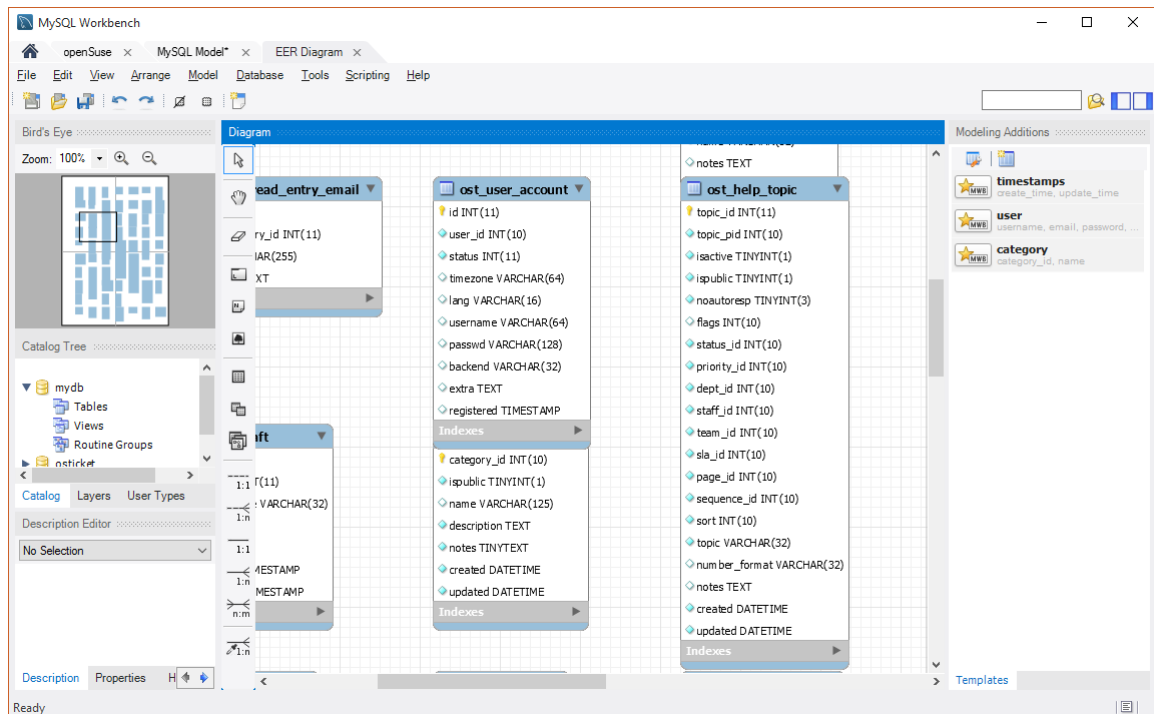 MySQL Workbench
openSuse × MySQL Model* × EER Diagram ×
File Edit View Arrange Model Database Tools Scripting Help
Bird's Eye
Zoom: 100%
Catalog Tree
mydb
Tables
Views
Routine Groups
osticket
Catalog Layers User Types
Description Editor
No Selection
Description Properties H
Ready
Diagram
1:1
1:n
1:1
1:n
n:m
1:n
read_entry_email
ry_id INT(11)
AR(255)
XT
aft
T(11)
VARCHAR(32)
MESTAMP
MESTAMP
ost_user_account
id INT(11)
user_id INT(10)
status INT(11)
timezone VARCHAR(64)
lang VARCHAR(16)
username VARCHAR(64)
passwd VARCHAR(128)
backend VARCHAR(32)
extra TEXT
registered TIMESTAMP
Indexes
category_id INT(10)
ispublic TINYINT(1)
name VARCHAR(125)
description TEXT
notes TINYTEXT
created DATETIME
updated DATETIME
Indexes
notes TEXT
ost_help_topic
topic_id INT(11)
topic_pid INT(10)
isactive TINYINT(1)
ispublic TINYINT(1)
noautoresp TINYINT(3)
flags INT(10)
status_id INT(10)
priority_id INT(10)
dept_id INT(10)
staff_id INT(10)
team_id INT(10)
sla_id INT(10)
page_id INT(10)
sequence_id INT(10)
sort INT(10)
topic VARCHAR(32)
number_format VARCHAR(32)
notes TEXT
created DATETIME
updated DATETIME
Indexes
Modeling Additions
MWB timestamps
create_time, update_time
MWB user
username, email, password, ...
MWB category
category_id, name
Templates